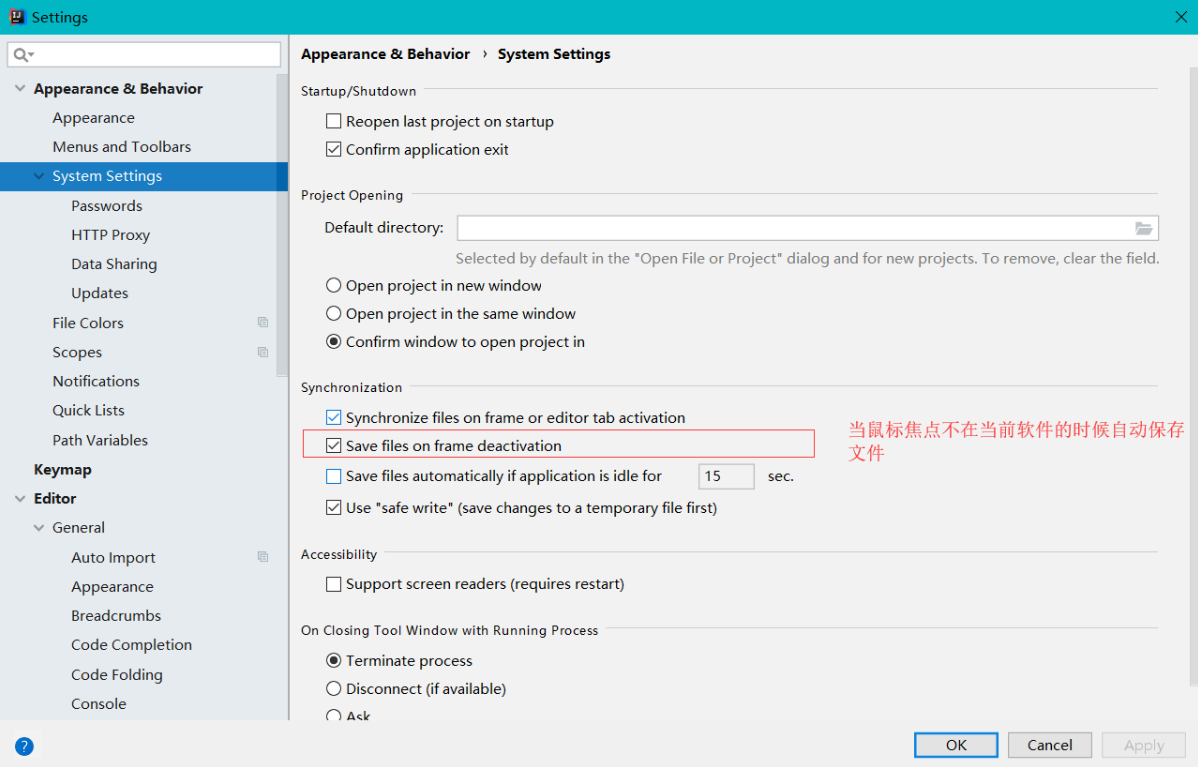 Settings
Appearance & Behavior
Appearance
Menus and Toolbars
System Settings
Passwords
HTTP Proxy
Data Sharing
Updates
File Colors
Scopes
Notifications
Quick Lists
Path Variables
Keymap
Editor
General
Auto Import
Appearance
Breadcrumbs
Code Completion
Code Folding
Console
Appearance & Behavior › System Settings
Startup/Shutdown
Reopen last project on startup
Confirm application exit
Project Opening
Default directory:
Selected by default in the "Open File or Project" dialog and for new projects. To remove, clear the field.
Open project in new window
Open project in the same window
Confirm window to open project in
Synchronization
Synchronize files on frame or editor tab activation
Save files on frame deactivation
当鼠标焦点不在当前软件的时候自动保存
文件
Save files automatically if application is idle for 15 sec.
Use "safe write" (save changes to a temporary file first)
Accessibility
Support screen readers (requires restart)
On Closing Tool Window with Running Process
Terminate process
Disconnect (if available)
Ask
?
OK
Cancel
Apply